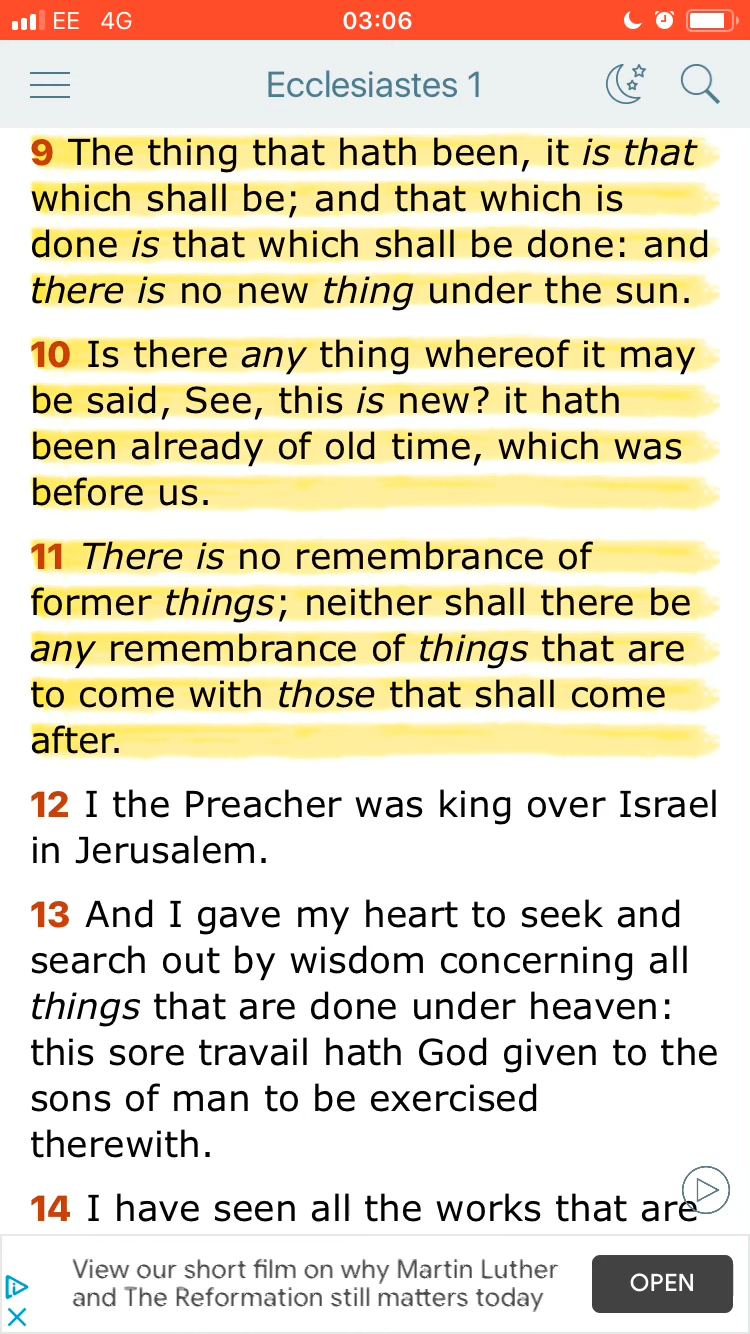 EE 4G 03:06
Ecclesiastes 1
9 The thing that hath been, it is that
which shall be; and that which is
done is that which shall be done: and
there is no new thing under the sun.
10 Is there any thing whereof it may
be said, See, this is new? it hath
been already of old time, which was
before us.
11 There is no remembrance of
former things; neither shall there be
any remembrance of things that are
to come with those that shall come
after.
12 I the Preacher was king over Israel
in Jerusalem.
13 And I gave my heart to seek and
search out by wisdom concerning all
things that are done under heaven:
this sore travail hath God given to the
sons of man to be exercised
therewith.
14 I have seen all the works that are
View our short film on why Martin Luther
and The Reformation still matters today
OPEN